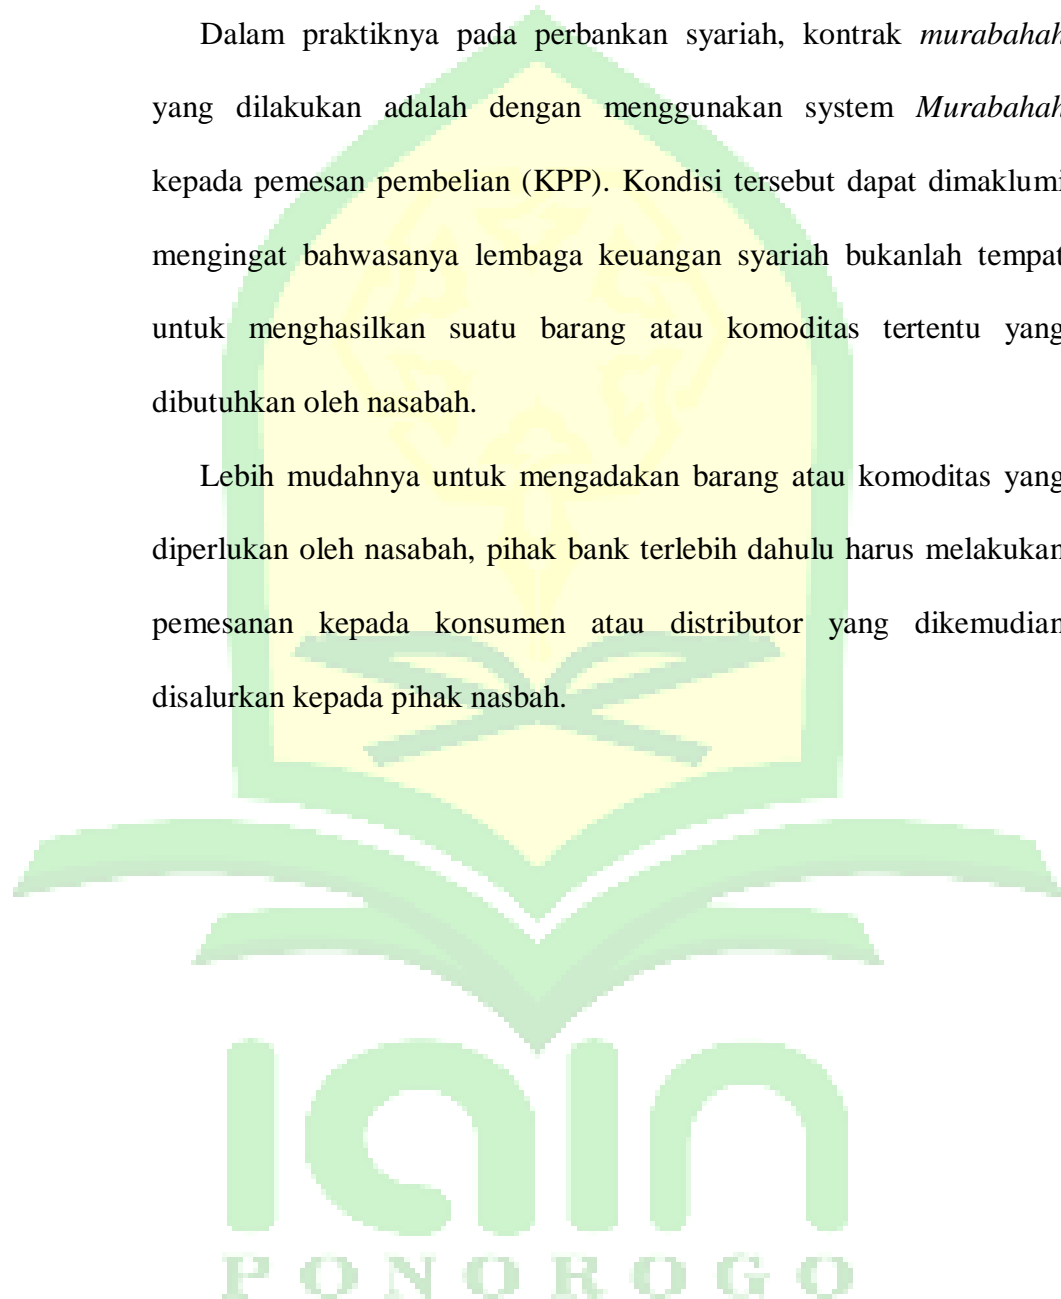 Dalam praktiknya pada perbankan syariah, kontrak murabahah
yang dilakukan adalah dengan menggunakan system Murabahah
kepada pemesan pembelian (KPP). Kondisi tersebut dapat dimaklumi
mengingat bahwasanya lembaga keuangan syariah bukanlah tempat
untuk menghasilkan suatu barang atau komoditas tertentu yang
dibutuhkan oleh nasabah.
Lebih mudahnya untuk mengadakan barang atau komoditas yang
diperlukan oleh nasabah, pihak bank terlebih dahulu harus melakukan
pemesanan kepada konsumen atau distributor yang dikemudian
disalurkan kepada pihak nasbah.
iain
PONOROGO